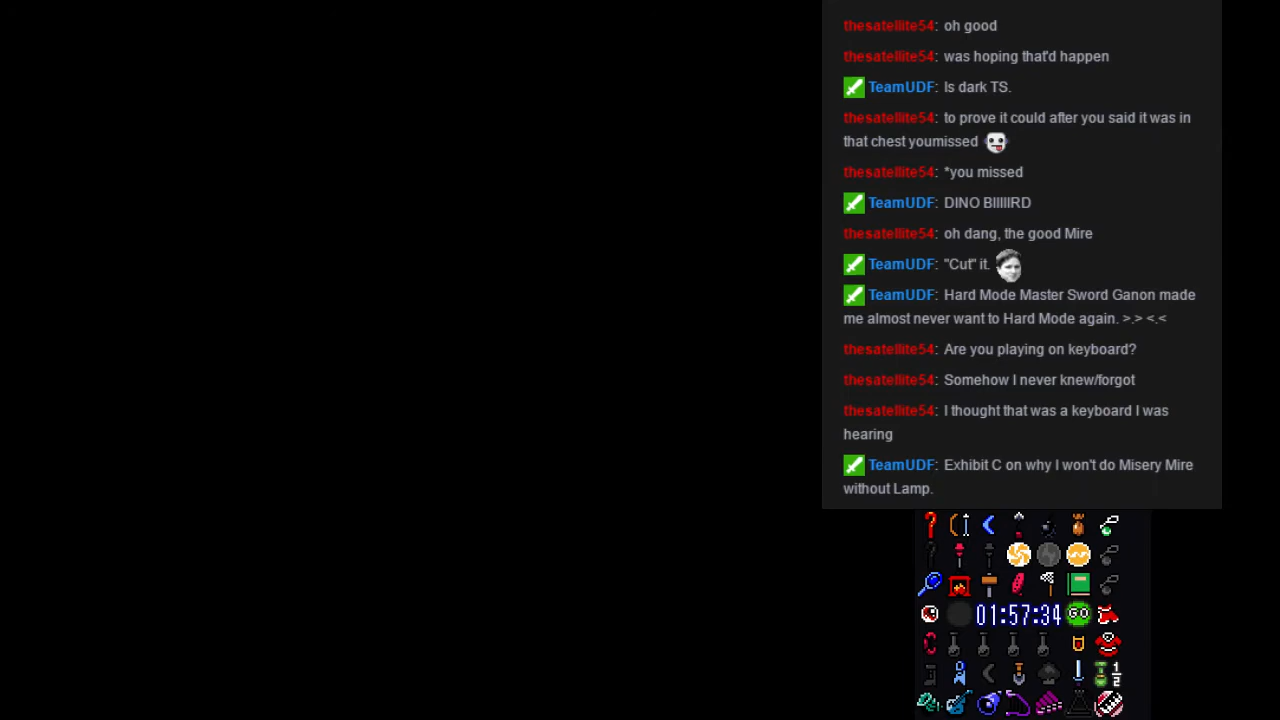 thesatellite54: oh good
thesatellite54: was hoping that'd happen
TeamUDF: Is dark TS.
thesatellite54: to prove it could after you said it was in
that chest youmissed
thesatellite54: *you missed
TeamUDF: DINO BIIIIIRD
thesatellite54: oh dang, the good Mire
TeamUDF: "Cut" it.
TeamUDF: Hard Mode Master Sword Ganon made
me almost never want to Hard Mode again. >.> <.<
thesatellite54: Are you playing on keyboard?
thesatellite54: Somehow I never knew/forgot
thesatellite54: I thought that was a keyboard I was
hearing
TeamUDF: Exhibit C on why I won't do Misery Mire
without Lamp.
01:57:34 GO
1/2